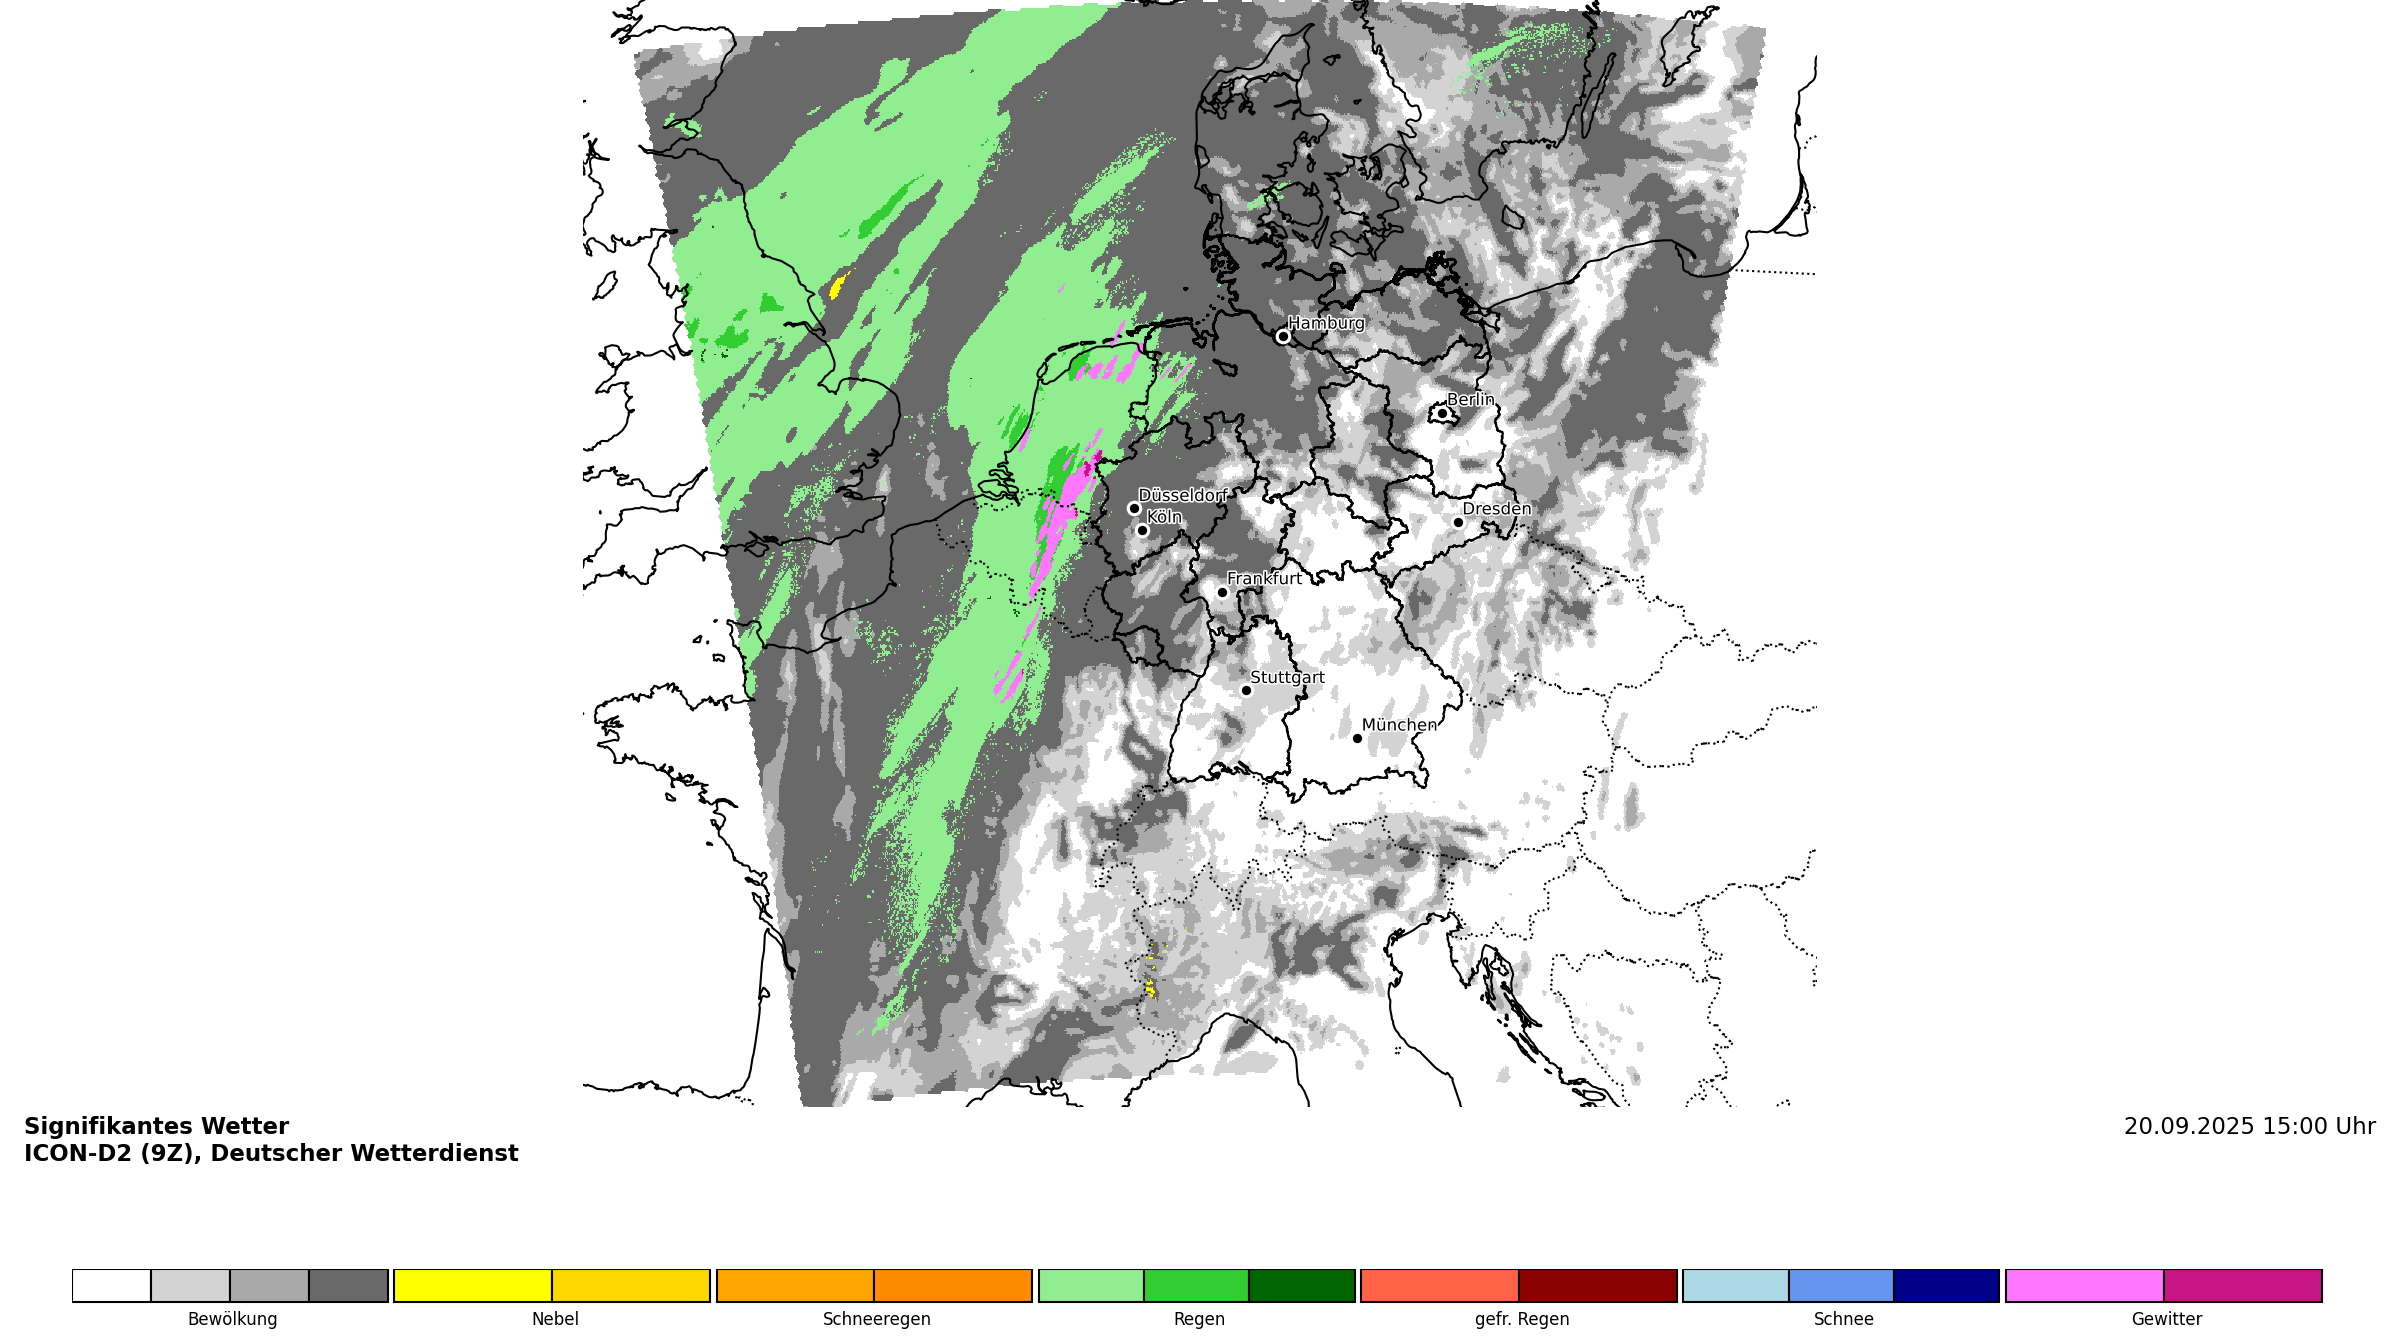 Hamburg
Berlin
Düsseldorf
Köln
Dresden
Frankfurt
Stuttgart
München
Signifikantes Wetter
ICON-D2 (9Z), Deutscher Wetterdienst
20.09.2025 15:00 Uhr
Bewölkung
Nebel
Schneeregen
Regen
gefr. Regen
Schnee
Gewitter